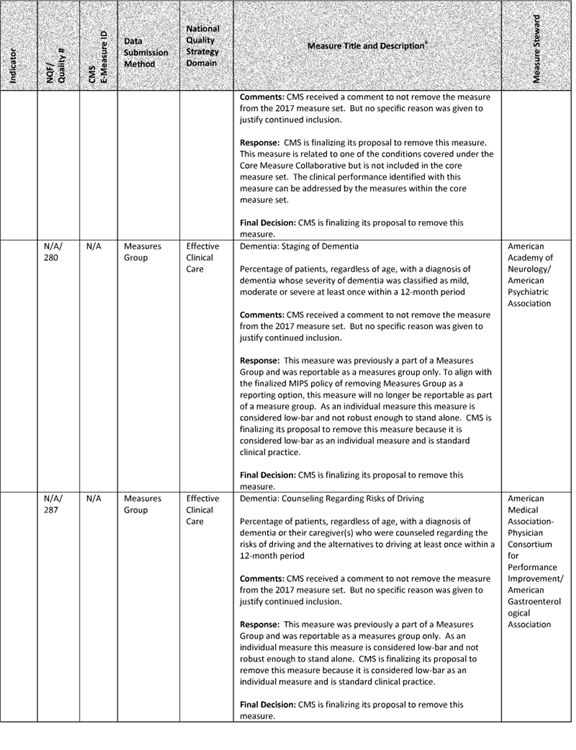 Indicator
NQF/
Quality #
CMS
E-Measure ID
Data
Submission
Method
National
Quality
Strategy
Domain
Measure Title and Description¥
Measure Steward
Comments: CMS received a comment to not remove the measure
from the 2017 measure set.  But no specific reason was given to
justify continued inclusion.
Response:  CMS is finalizing its proposal to remove this measure.
This measure is related to one of the conditions covered under the
Core Measure Collaborative but is not included in the core
measure set.  The clinical performance identified with this
measure can be addressed by the measures within the core
measure set.
Final Decision: CMS is finalizing its proposal to remove this
measure.
N/A/
280
N/A
Measures
Group
Effective
Clinical
Care
Dementia: Staging of Dementia
Percentage of patients, regardless of age, with a diagnosis of
dementia whose severity of dementia was classified as mild,
moderate or severe at least once within a 12-month period
Comments: CMS received a comment to not remove the measure
from the 2017 measure set.  But no specific reason was given to
justify continued inclusion.
Response:  This measure was previously a part of a Measures
Group and was reportable as a measures group only. To align with
the finalized MIPS policy of removing Measures Group as a
reporting option, this measure will no longer be reportable as part
of a measure group.  As an individual measure this measure is
considered low-bar and not robust enough to stand alone.  CMS is
finalizing its proposal to remove this measure because it is
considered low-bar as an individual measure and is standard
clinical practice.
Final Decision: CMS is finalizing its proposal to remove this
measure.
American
Academy of
Neurology/
American
Psychiatric
Association
N/A/
287
N/A
Measures
Group
Effective
Clinical
Care
Dementia: Counseling Regarding Risks of Driving
Percentage of patients, regardless of age, with a diagnosis of
dementia or their caregiver(s) who were counseled regarding the
risks of driving and the alternatives to driving at least once within a
12-month period
Comments: CMS received a comment to not remove the measure
from the 2017 measure set.  But no specific reason was given to
justify continued inclusion.
Response:  This measure was previously a part of a Measures
Group and was reportable as a measures group only.  As an
individual measure this measure is considered low-bar and not
robust enough to stand alone.  CMS is finalizing its proposal to
remove this measure because it is considered low-bar as an
individual measure and is standard clinical practice.
Final Decision: CMS is finalizing its proposal to remove this
measure.
American
Medical
Association-
Physician
Consortium
for
Performance
Improvement/
American
Gastroenterol
ogical
Association